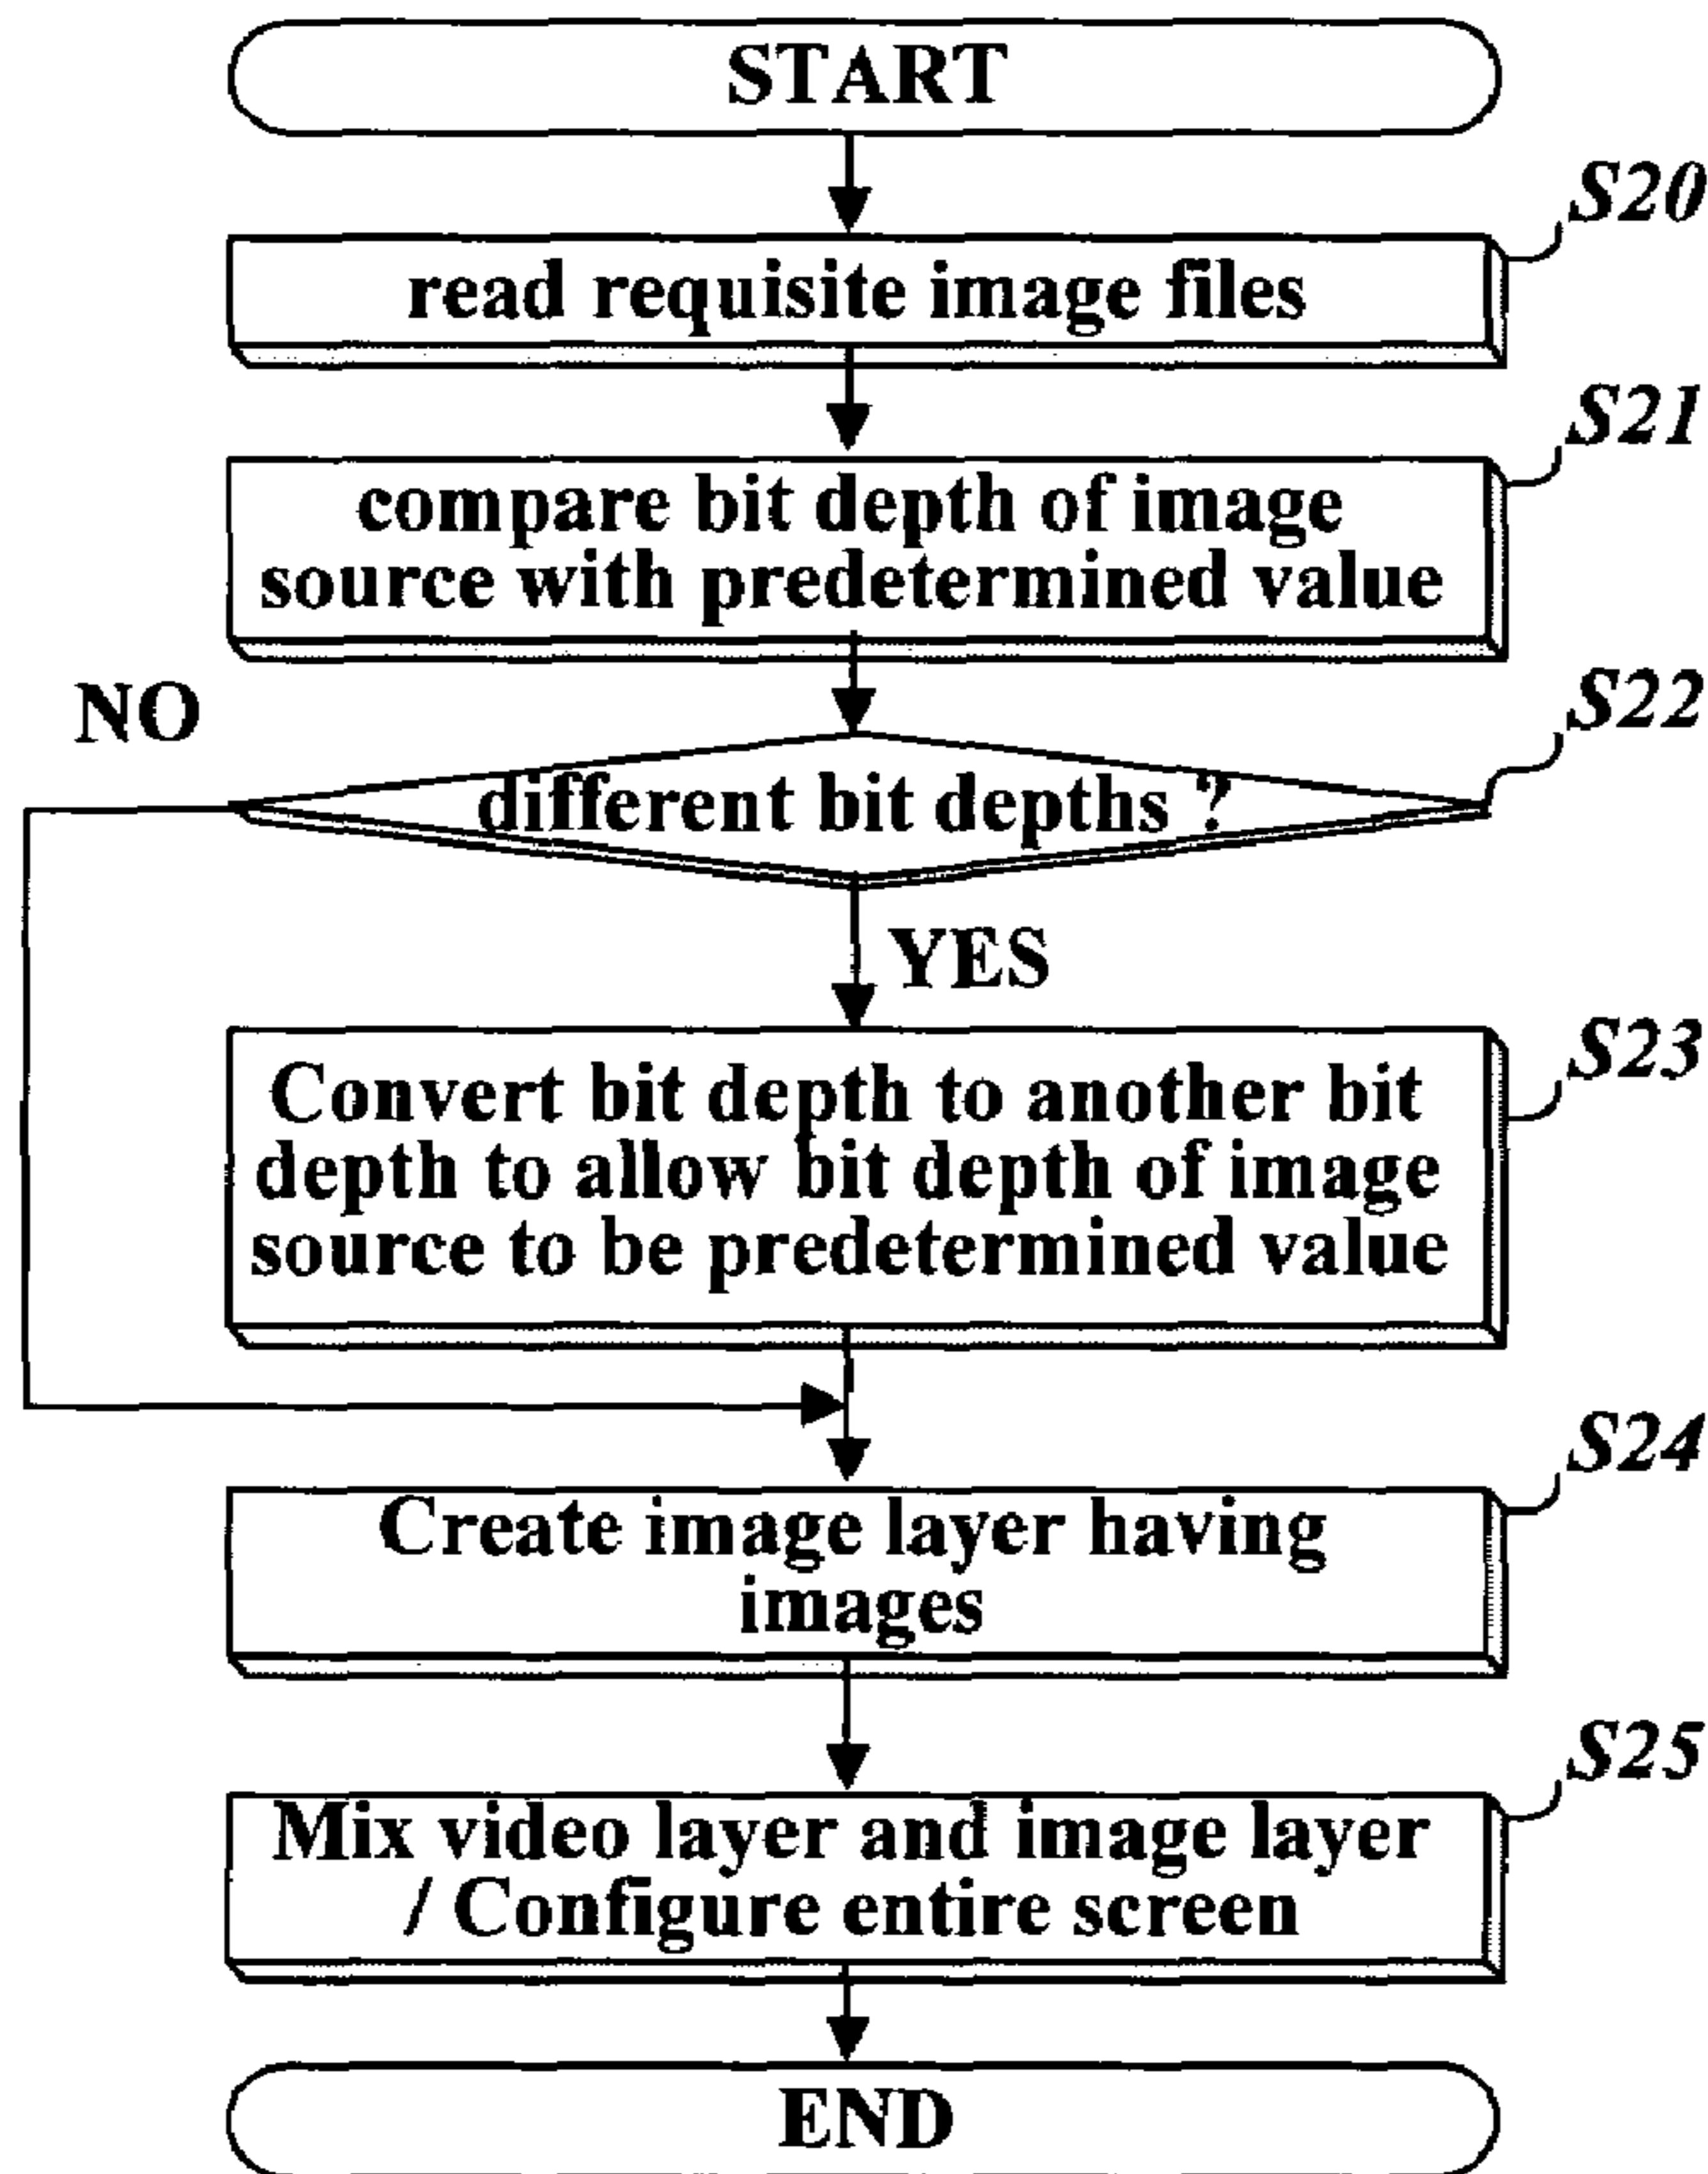 START
S20
read requisite image files
S21
compare bit depth of image
source with predetermined value
S22
NO
different bit depths ?
YES
S23
Convert bit depth to another bit
depth to allow bit depth of image
source to be predetermined value
S24
Create image layer having
images
S25
Mix video layer and image layer
/ Configure entire screen
END